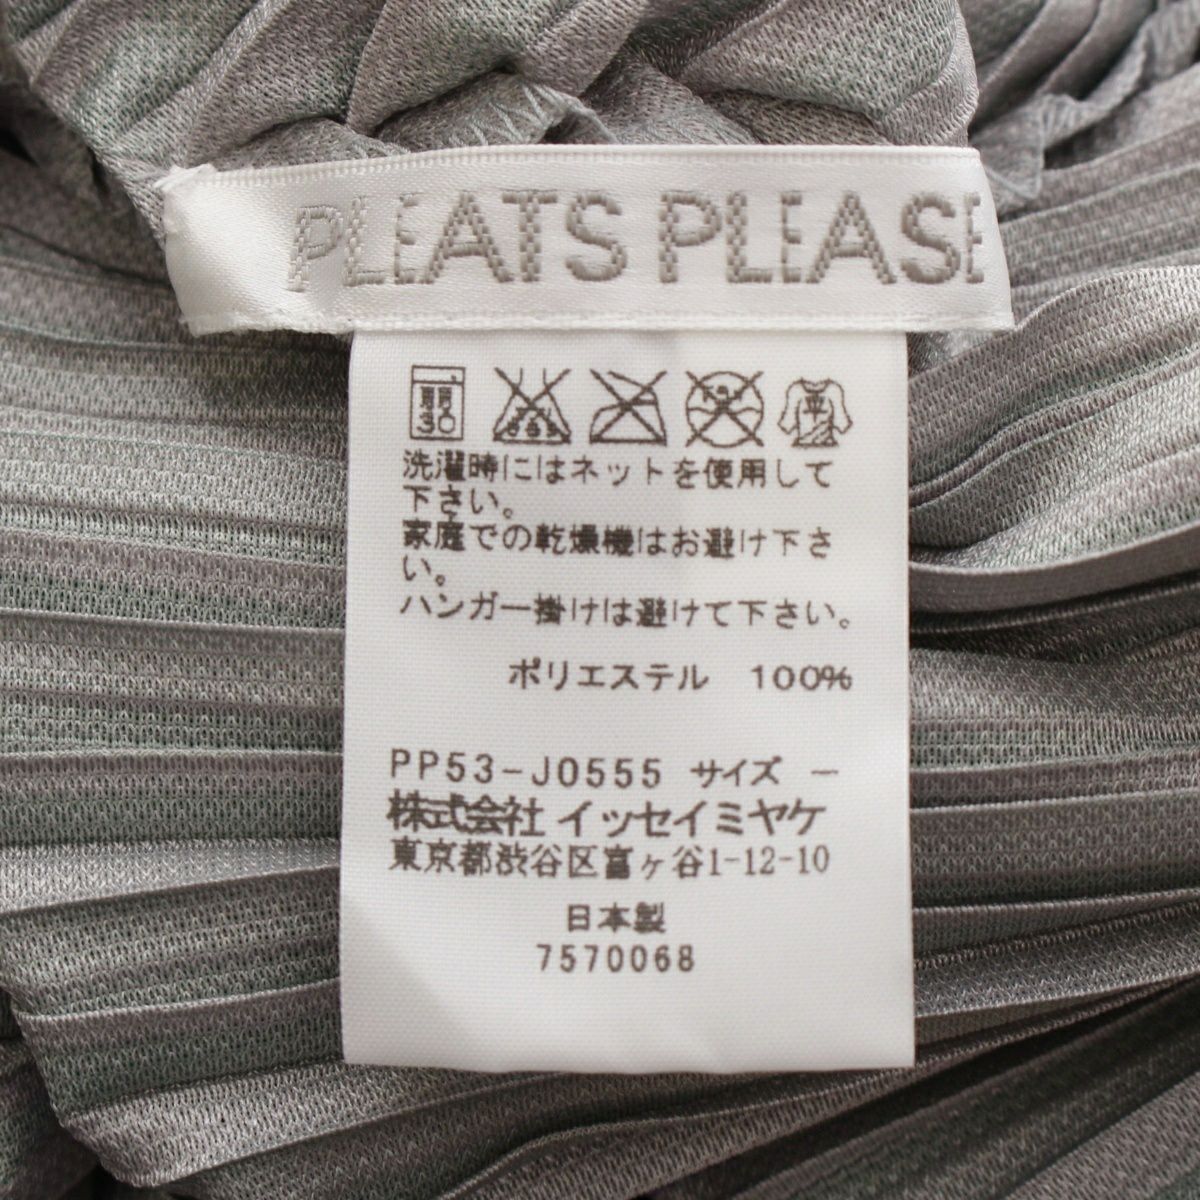 PLEATS PLEASE
弱
30
平
洗濯時にはネットを使用して
下さい。
家庭での乾燥機はお避け下さ
い。
ハンガー掛けは避けて下さい。
ポリエステル 100%
PP53-J0555 サイズ －
株式会社 イッセイミヤケ
東京都渋谷区富ヶ谷1-12-10
日本製
7570068